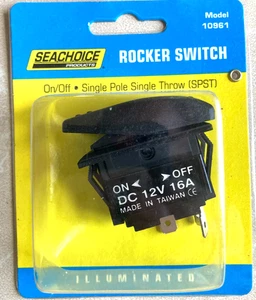 Model
10961
SEACHOICE
PRODUCTS
ROCKER SWITCH
On/Off • Single Pole Single Throw (SPST)
ON OFF
DC 12V 16A
MADE IN TAIWAN CE
ILLUMINATED